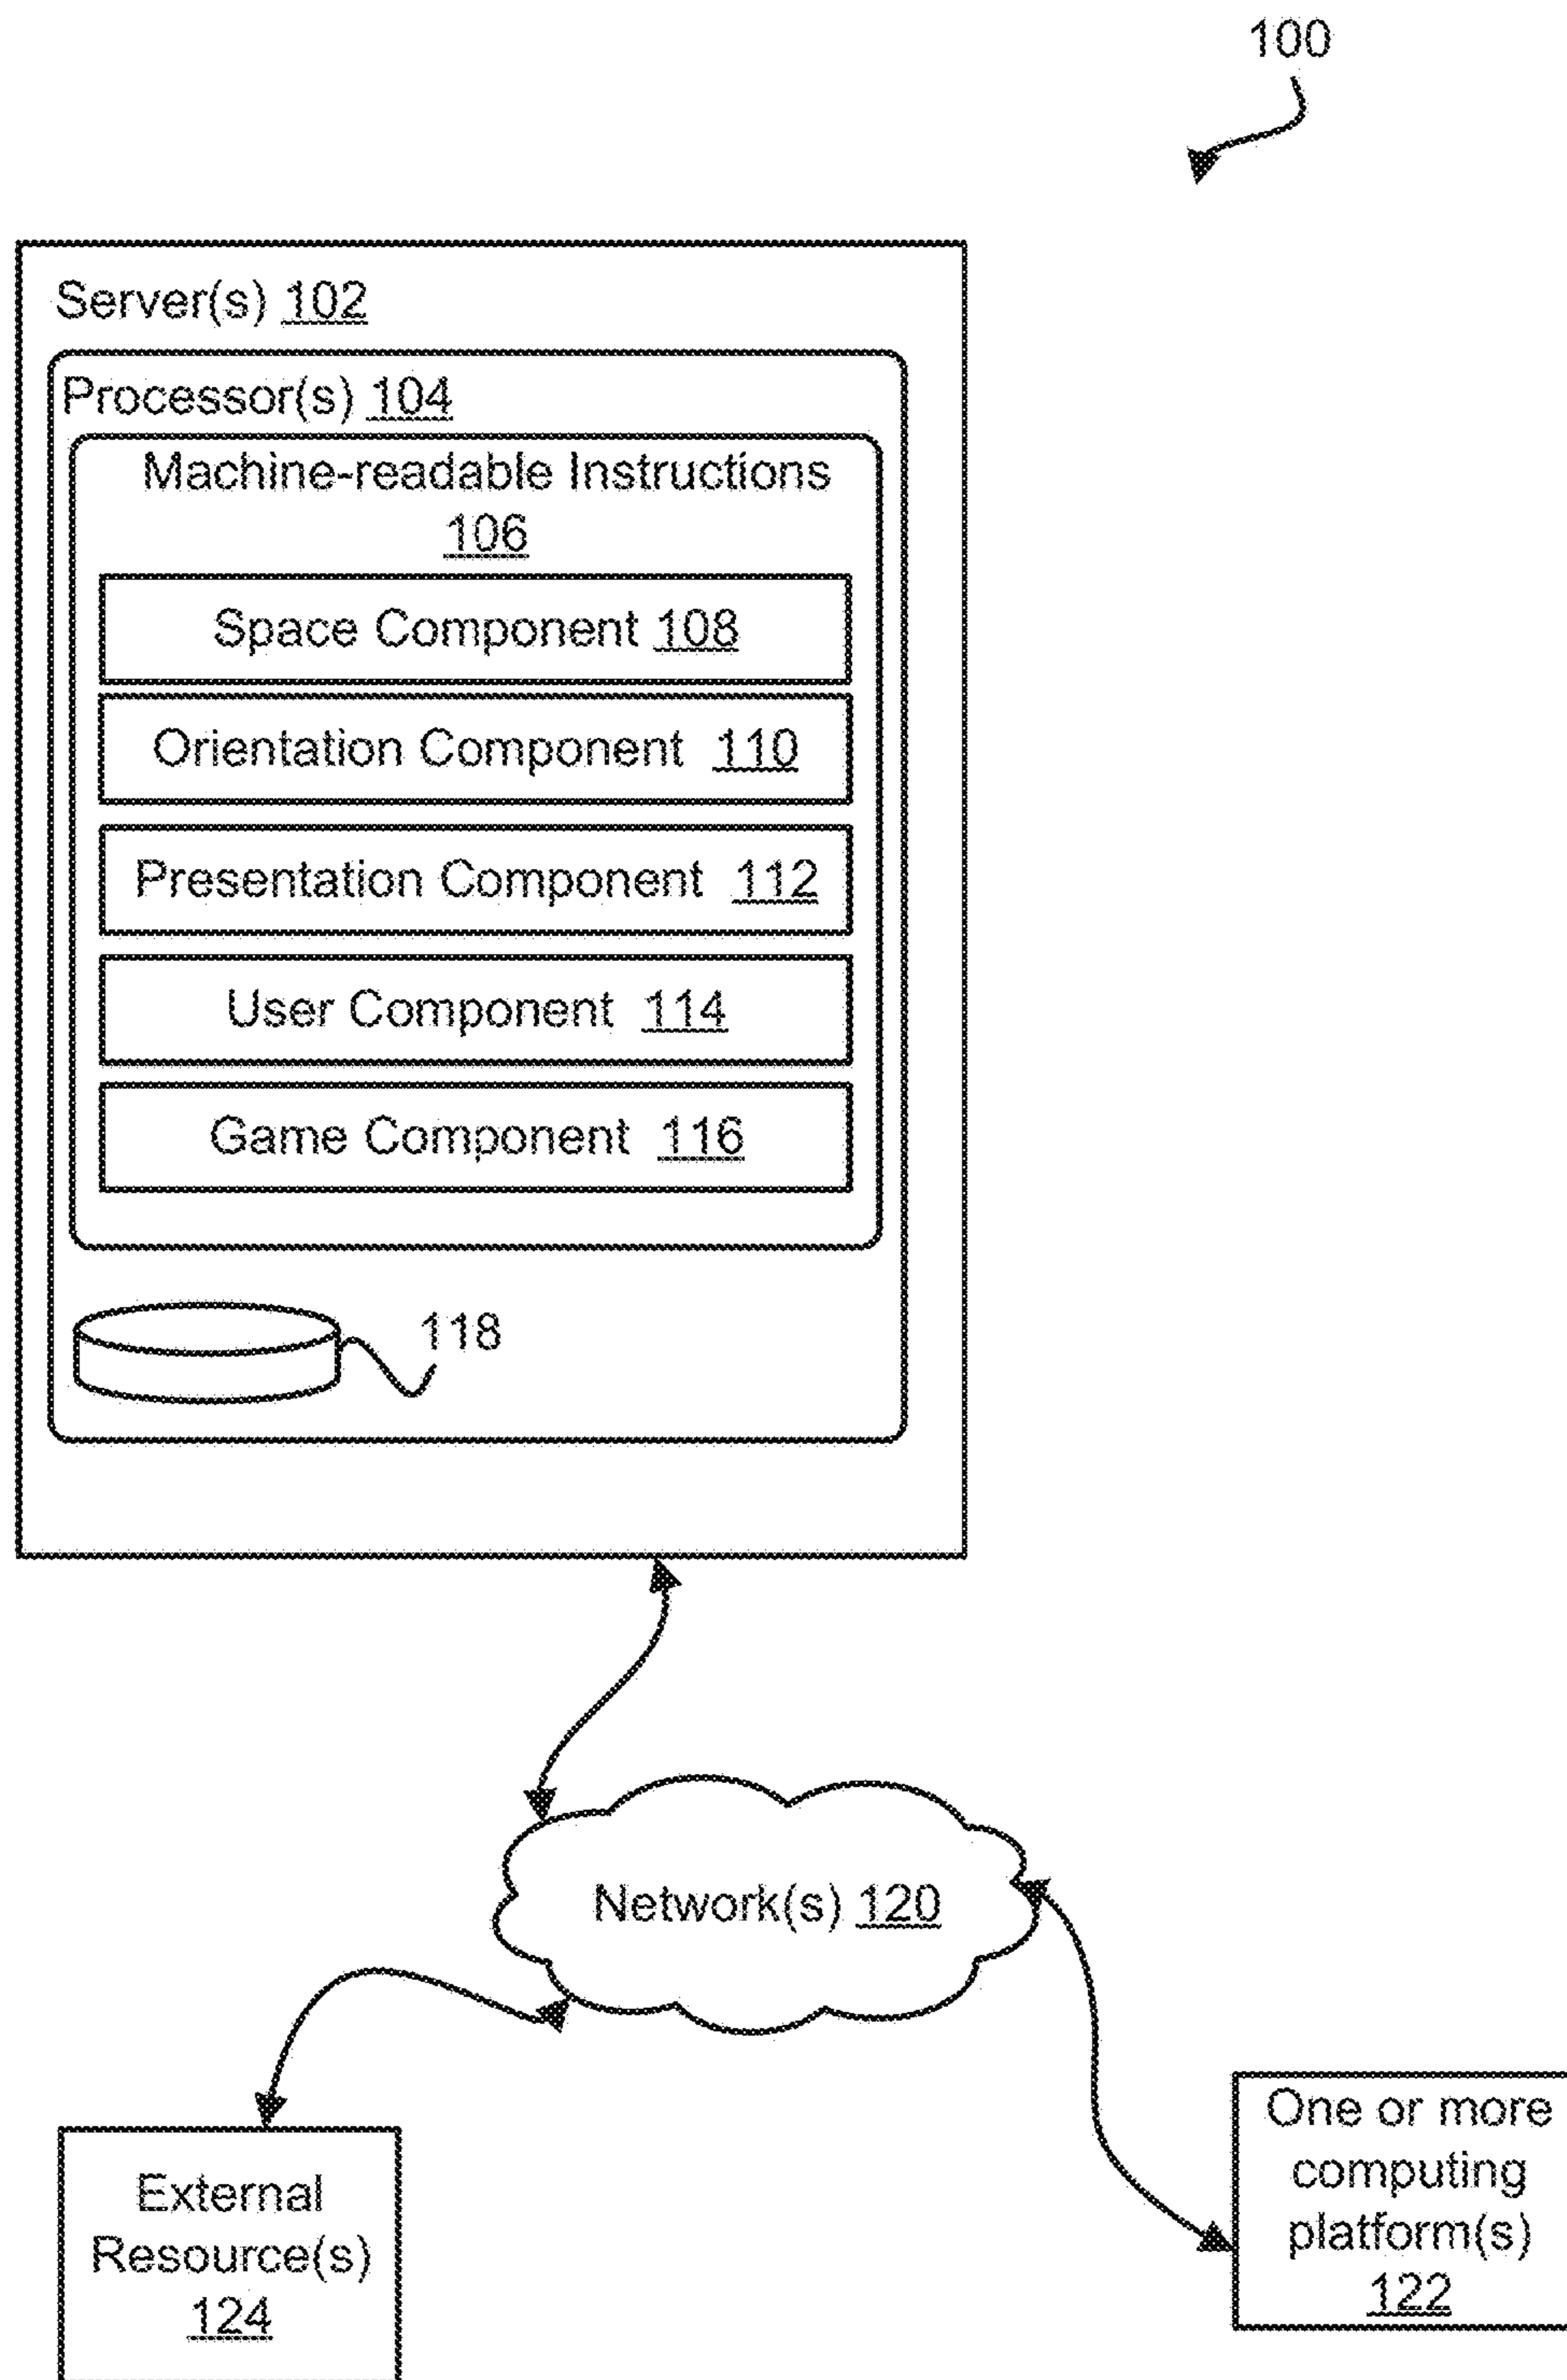 100
Server(s) 102
Processor(s) 104
Machine-readable Instructions
106
Space Component 108
Orientation Component 110
Presentation Component 112
User Component 114
Game Component 116
118
Network(s) 120
External
Resource(s)
124
One or more
computing
platform(s)
122